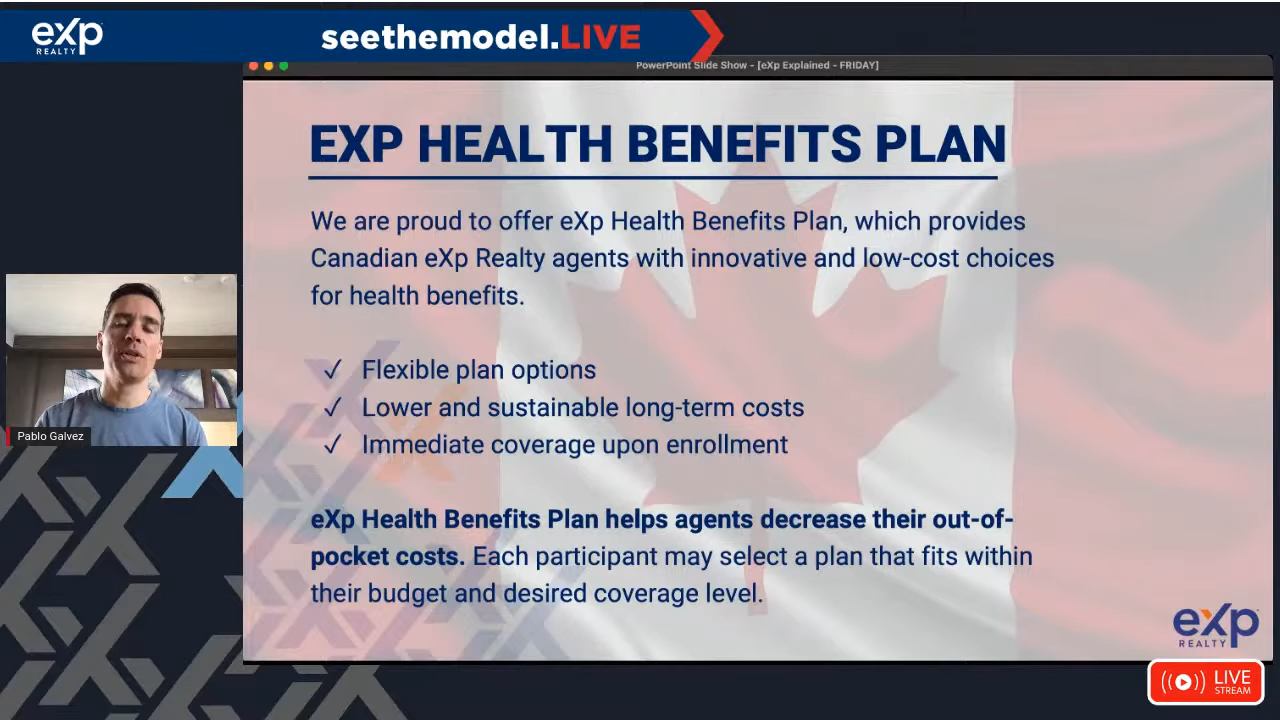 eXp
REALTY
seethemodel.LIVE
PowerPoint Slide Show - [eXp Explained - FRIDAY]
EXP HEALTH BENEFITS PLAN
We are proud to offer eXp Health Benefits Plan, which provides
Canadian eXp Realty agents with innovative and low-cost choices
for health benefits.
✓ Flexible plan options
✓ Lower and sustainable long-term costs
✓ Immediate coverage upon enrollment
eXp Health Benefits Plan helps agents decrease their out-of-
pocket costs. Each participant may select a plan that fits within
their budget and desired coverage level.
Pablo Galvez
eXp
REALTY
LIVE
STREAM